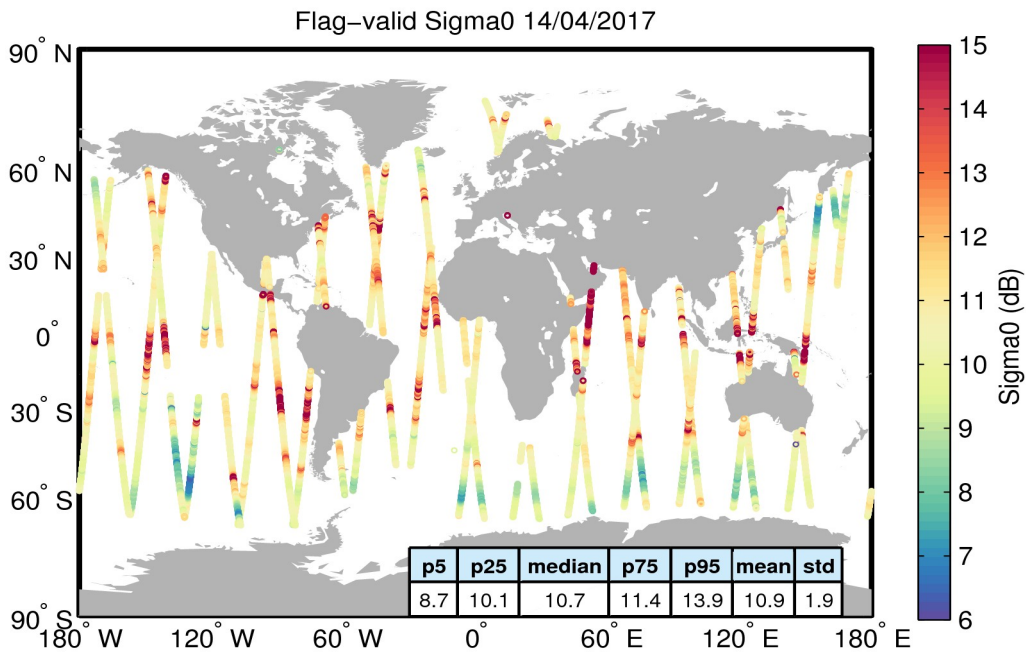 Flag−valid Sigma0 14/04/2017
90° N
60° N
30° N
0°
30° S
60° S
90° S
180° W
120° W
60° W
0°
60° E
120° E
180° E
15
14
13
12
11
10
9
8
7
6
Sigma0 (dB)
p5 p25 median p75 p95 mean std
8.7 10.1 10.7 11.4 13.9 10.9 1.9